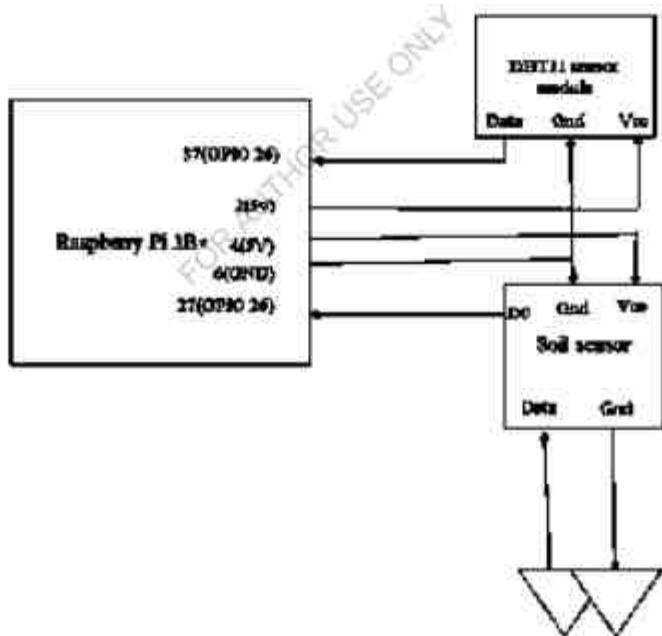 FOR AUTHOR USE ONLY
DHT11 sensor
module
Data Gnd Vcc
37(GPIO 26)
2(5V)
Raspberry Pi 3B+
4(5V)
6(GND)
27(GPIO 26)
D0 Gnd Vcc
Soil sensor
Data Gnd